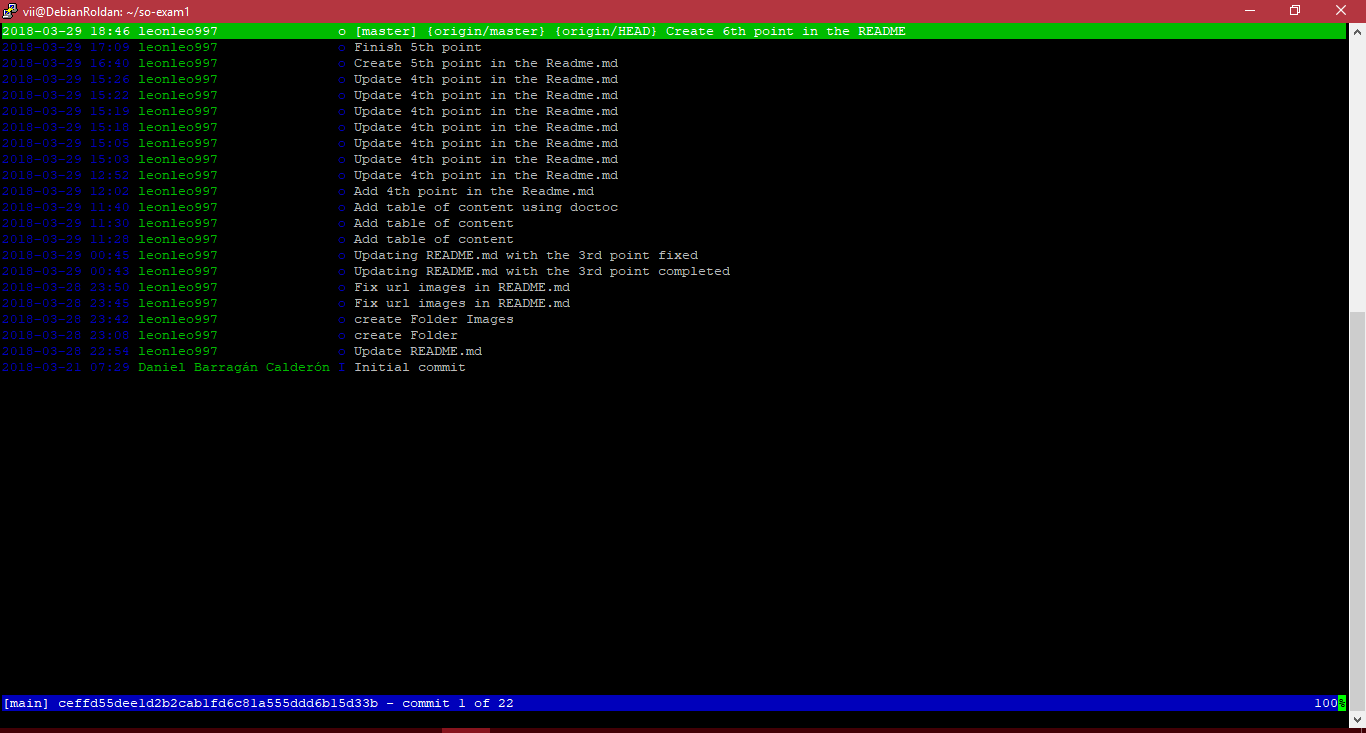 vii@DebianRoldan: ~/so-exam1
2018-03-29 18:46 leonleo997 o [master] {origin/master} {origin/HEAD} Create 6th point in the README
2018-03-29 17:09 leonleo997 o Finish 5th point
2018-03-29 16:40 leonleo997 o Create 5th point in the Readme.md
2018-03-29 15:26 leonleo997 o Update 4th point in the Readme.md
2018-03-29 15:22 leonleo997 o Update 4th point in the Readme.md
2018-03-29 15:19 leonleo997 o Update 4th point in the Readme.md
2018-03-29 15:18 leonleo997 o Update 4th point in the Readme.md
2018-03-29 15:05 leonleo997 o Update 4th point in the Readme.md
2018-03-29 15:03 leonleo997 o Update 4th point in the Readme.md
2018-03-29 12:52 leonleo997 o Update 4th point in the Readme.md
2018-03-29 12:02 leonleo997 o Add 4th point in the Readme.md
2018-03-29 11:40 leonleo997 o Add table of content using doctoc
2018-03-29 11:30 leonleo997 o Add table of content
2018-03-29 11:28 leonleo997 o Add table of content
2018-03-29 00:46 leonleo997 o Updating README.md with the 3rd point fixed
2018-03-29 00:43 leonleo997 o Updating README.md with the 3rd point completed
2018-03-28 23:50 leonleo997 o Fix url images in README.md
2018-03-28 23:45 leonleo997 o Fix url images in README.md
2018-03-28 23:42 leonleo997 o create Folder Images
2018-03-28 23:08 leonleo997 o create Folder
2018-03-28 22:54 leonleo997 o Update README.md
2018-03-21 07:29 Daniel Barragán Calderón I Initial commit
[main] ceffd55dee1d2b2cab1fd6c81a555ddd6b15d33b - commit 1 of 22 100%